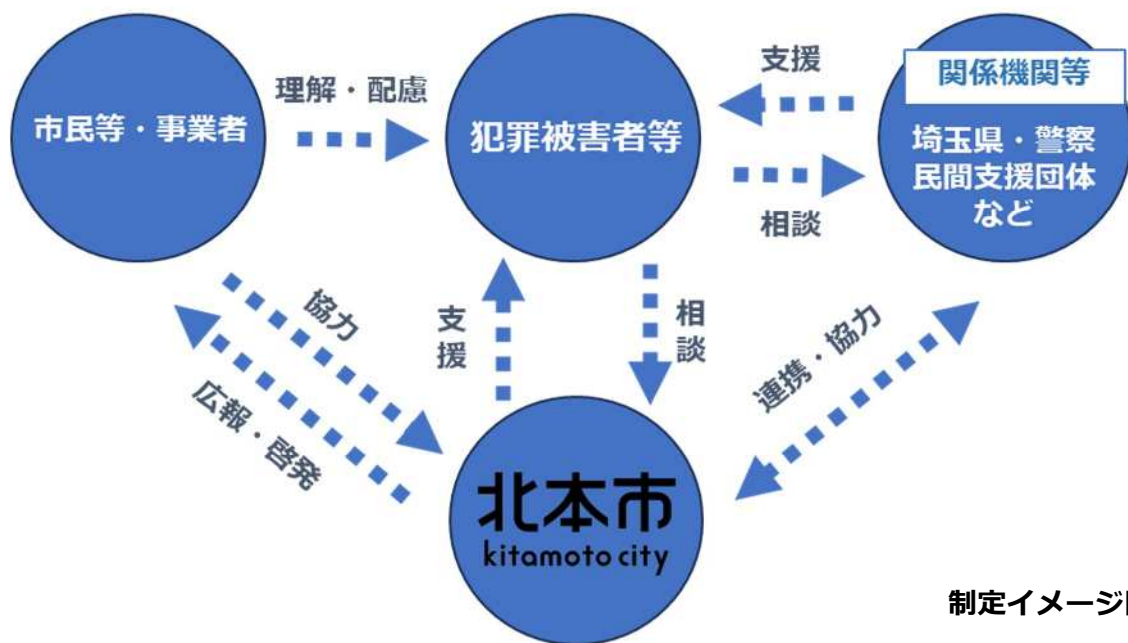 市民等・事業者
理解・配慮
犯罪被害者等
支援
相談
関係機関等
埼玉県・警察
民間支援団体
など
協力
広報・啓発
支援
相談
連携・協力
北本市
kitamoto city
制定イメージ